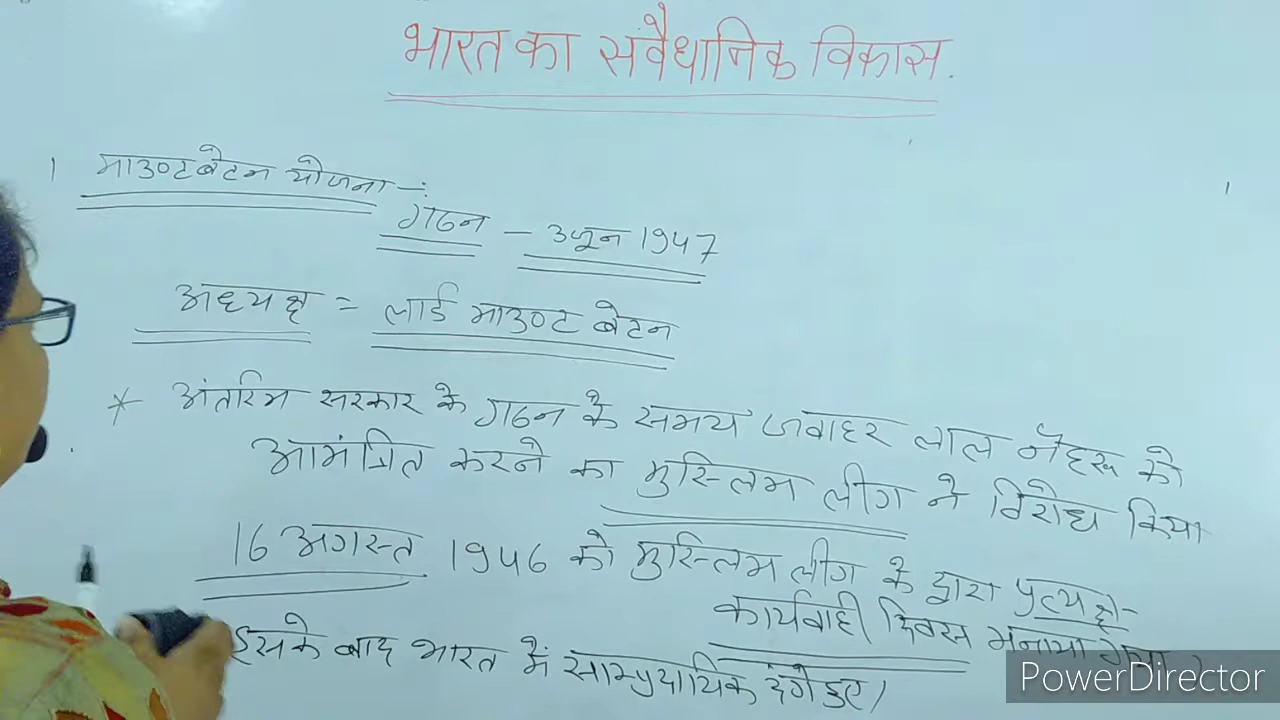 भारत का संवैधानिक विकास.
। माउण्टबेटन योजना -:
गठन - 3 जून 1947
अध्यक्ष = लार्ड माउण्ट बेटन
* अंतरिम सरकार के गठन के समय जवाहर लाल नेहरू को
आमंत्रित करने का मुस्लिम लीग ने विरोध किया
16 अगस्त 1946 को मुस्लिम लीग के द्वारा प्रत्यक्ष-
कार्यवाही दिवस मनाया गया
इसके बाद भारत में साम्प्रदायिक दंगे हुए।
PowerDirector